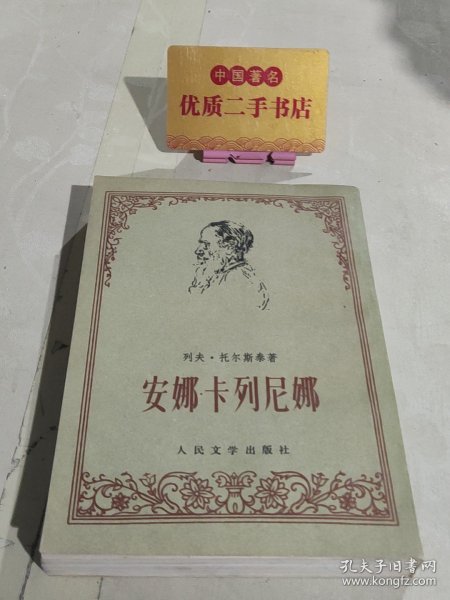 中国著名
优质二手书店
列夫·托尔斯泰著
安娜·卡列尼娜
人民文学出版社
孔夫子旧书网
www.kongfz.com